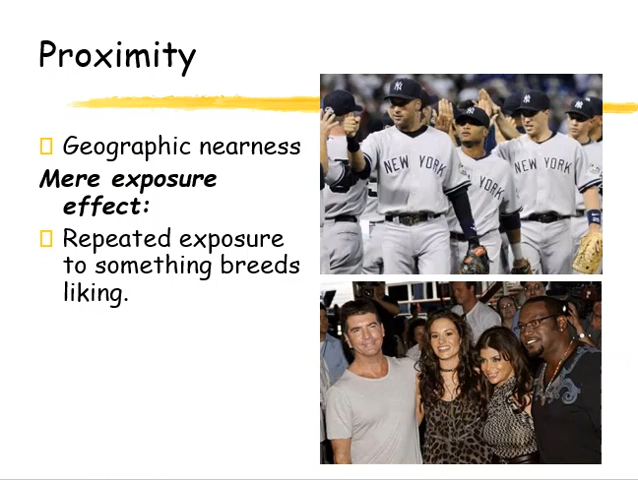 Proximity
Geographic nearness
Mere exposure
effect:
Repeated exposure
to something breeds
liking.
NEW YORK
YORK
NEW YORK